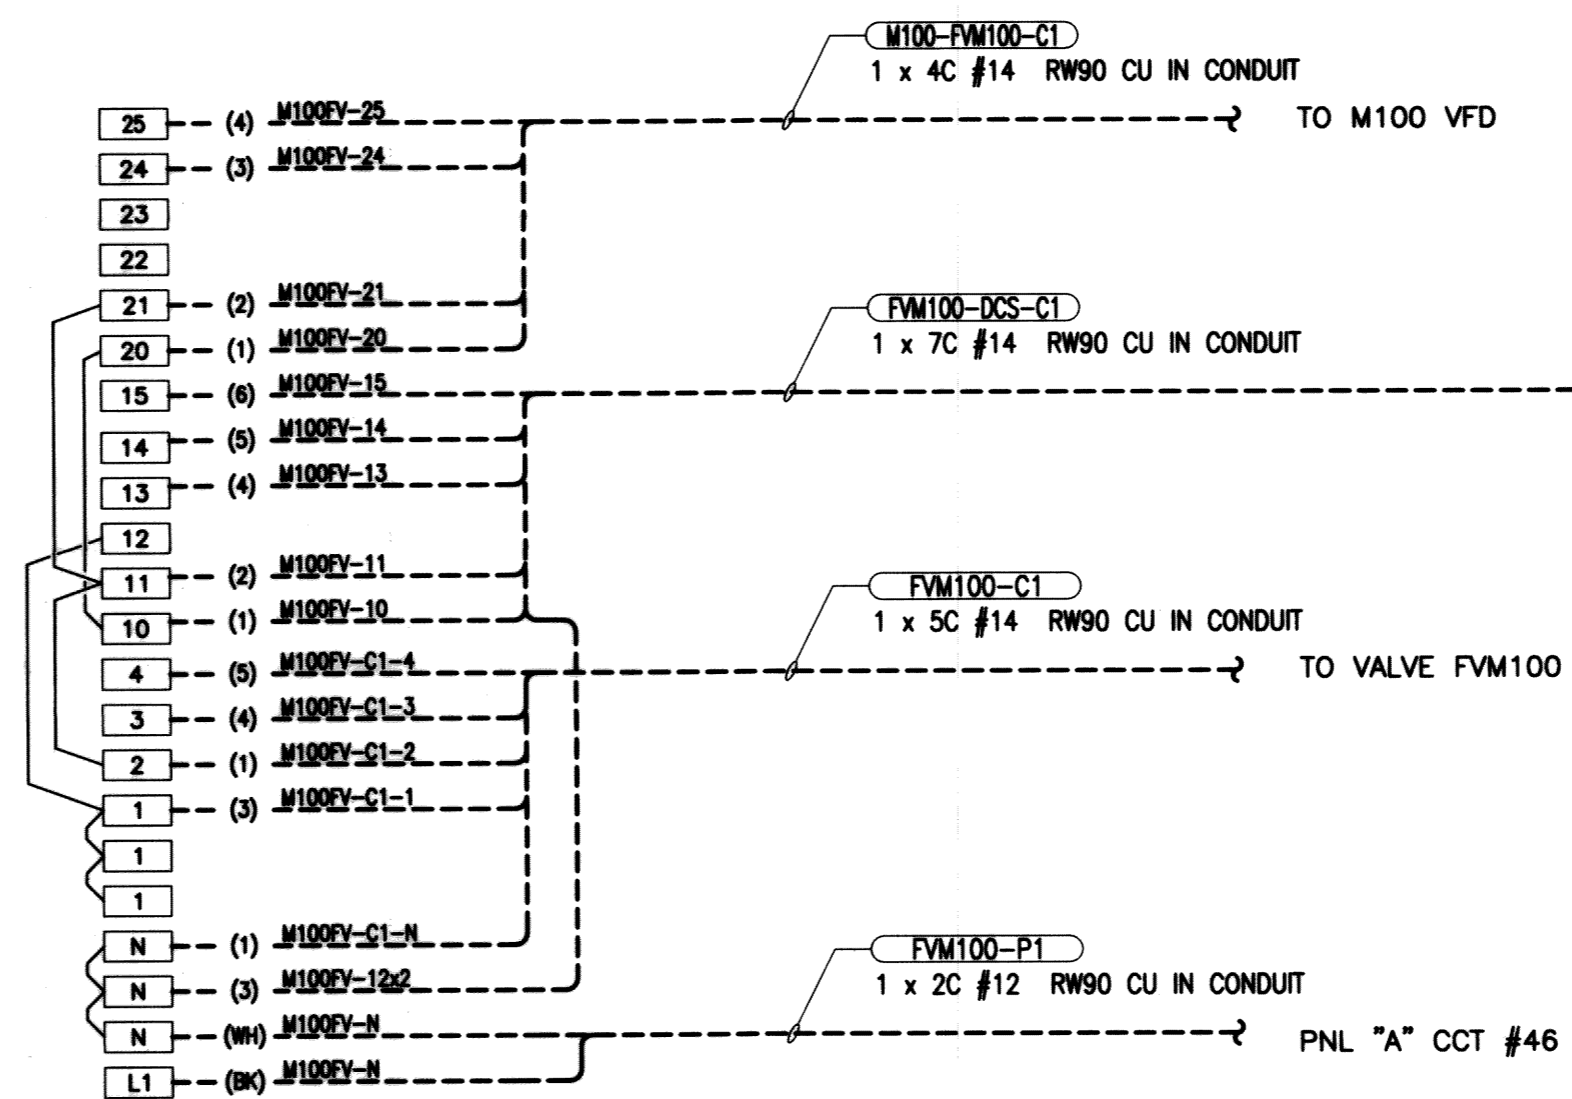 M100-FVM100-C1
1 x 4C #14 RW90 CU IN CONDUIT
25 (4) M100FV-25 TO M100 VFD
24 (3) M100FV-24
23
22
21 (2) M100FV-21
FVM100-DCS-C1
20 (1) M100FV-20 1 x 7C #14 RW90 CU IN CONDUIT
15 (6) M100FV-15
14 (5) M100FV-14
13 (4) M100FV-13
12
11 (2) M100FV-11
FVM100-C1
10 (1) M100FV-10 1 x 5C #14 RW90 CU IN CONDUIT
4 (5) M100FV-C1-4 TO VALVE FVM100
3 (4) M100FV-C1-3
2 (1) M100FV-C1-2
1 (3) M100FV-C1-1
1
1
N (1) M100FV-C1-N
FVM100-P1
N (3) M100FV-12x2 1 x 2C #12 RW90 CU IN CONDUIT
N (WH) M100FV-N PNL "A" CCT #46
L1 (BK) M100FV-N